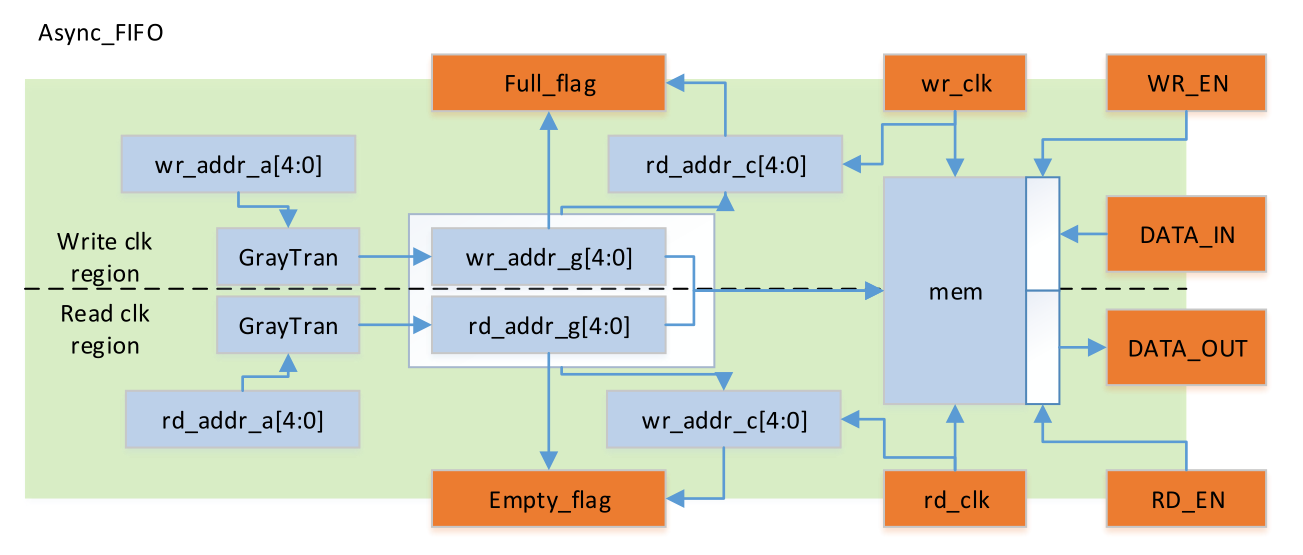 Async_FIFO
Full_flag
wr_clk
WR_EN
wr_addr_a[4:0]
rd_addr_c[4:0]
Write clk
region
GrayTran
wr_addr_g[4:0]
DATA_IN
mem
Read clk
region
GrayTran
rd_addr_g[4:0]
DATA_OUT
rd_addr_a[4:0]
wr_addr_c[4:0]
Empty_flag
rd_clk
RD_EN